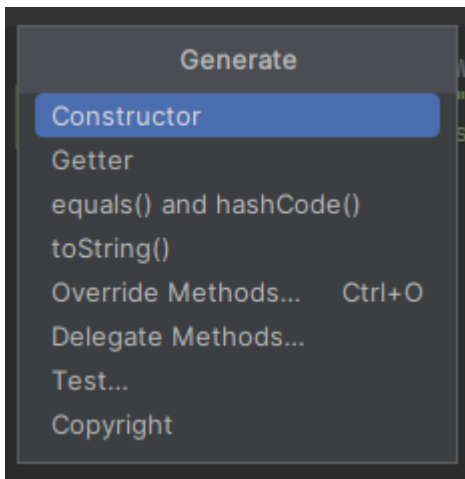 Generate
Constructor
Getter
equals() and hashCode()
toString()
Override Methods... Ctrl+O
Delegate Methods...
Test...
Copyright